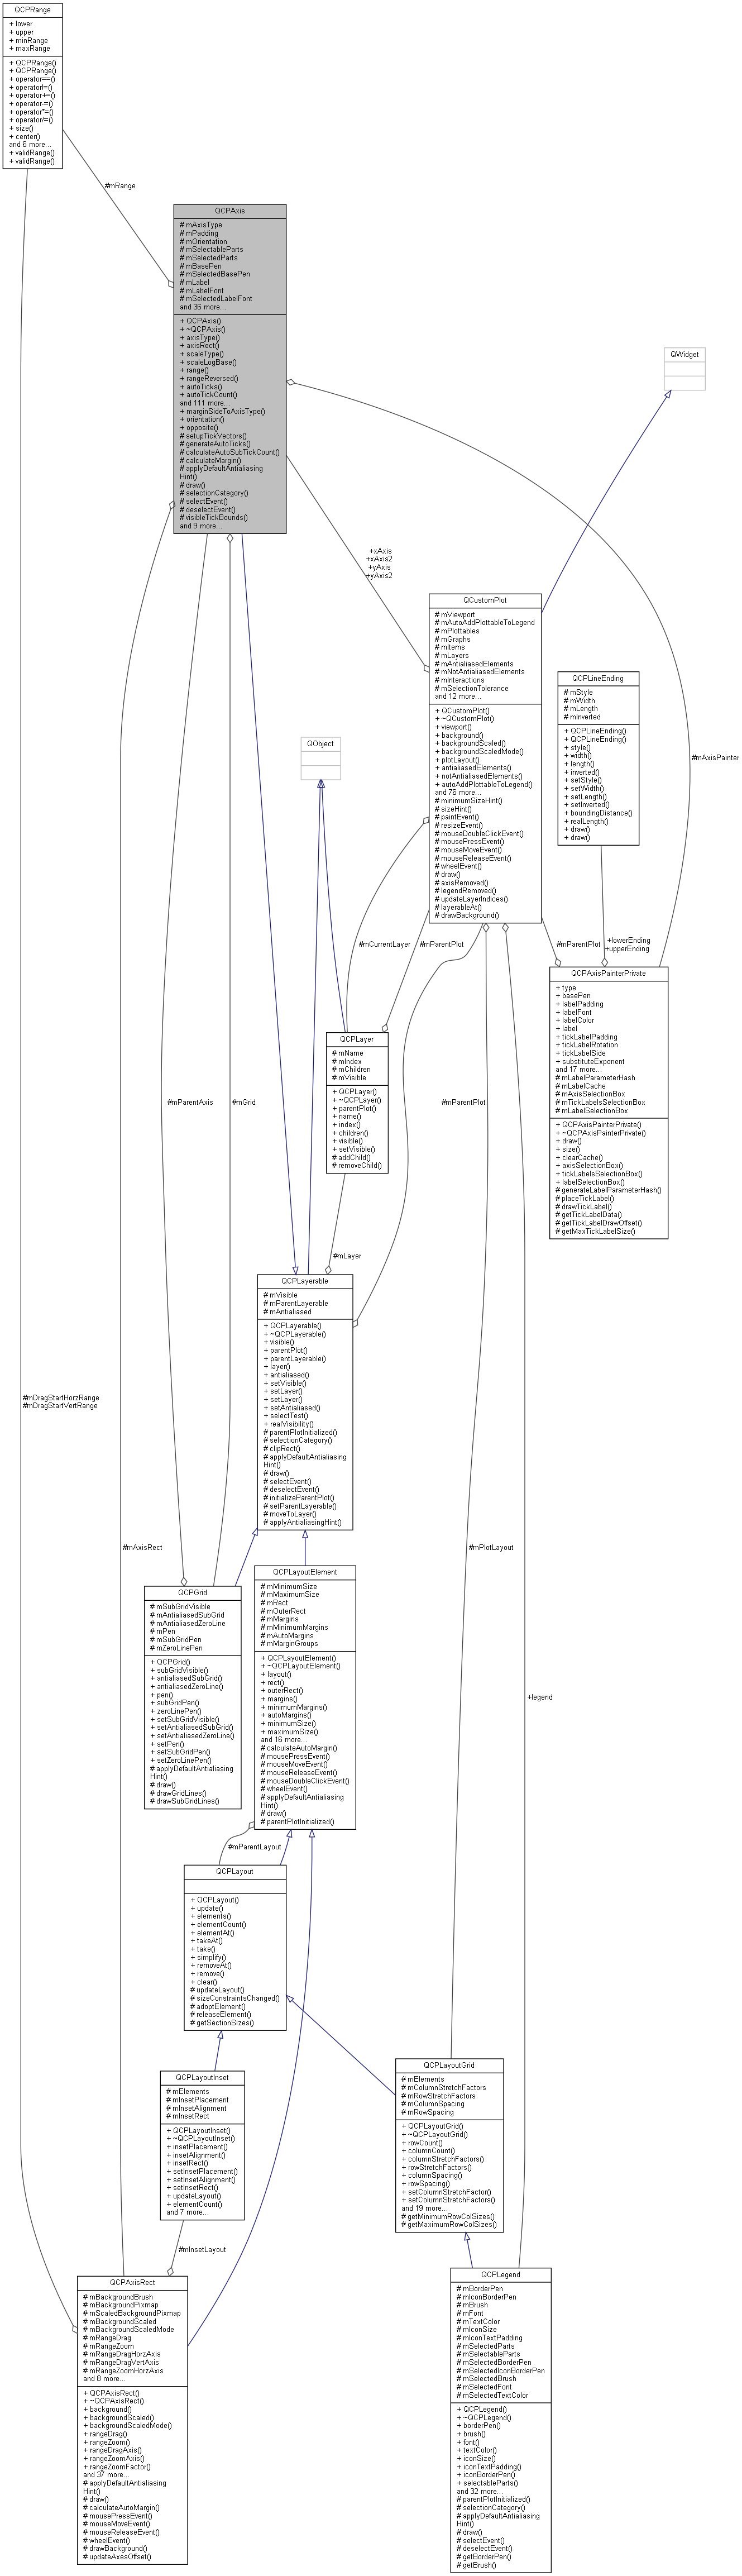 QCPRange
+ lower
+ upper
+ minRange
+ maxRange
+ QCPRange()
+ QCPRange()
+ operator==()
+ operator!=()
+ operator+=()
+ operator-=()
+ operator*=()
+ operator/=()
+ size()
+ center()
and 6 more...
+ validRange()
+ validRange()
#mRange
QCPAxis
# mAxisType
# mPadding
# mOrientation
# mSelectableParts
# mSelectedParts
# mBasePen
# mSelectedBasePen
# mLabel
# mLabelFont
# mSelectedLabelFont
and 36 more...
+ QCPAxis()
+ ~QCPAxis()
+ axisType()
+ axisRect()
+ scaleType()
+ scaleLogBase()
+ range()
+ rangeReversed()
+ autoTicks()
+ autoTickCount()
and 111 more...
+ marginSideToAxisType()
+ orientation()
+ opposite()
# setupTickVectors()
# generateAutoTicks()
# calculateAutoSubTickCount()
# calculateMargin()
# applyDefaultAntialiasing
Hint()
# draw()
# selectionCategory()
# selectEvent()
# deselectEvent()
# visibleTickBounds()
and 9 more...
QWidget
+xAxis
+xAxis2
+yAxis
+yAxis2
QCustomPlot
# mViewport
# mAutoAddPlottableToLegend
# mPlottables
# mGraphs
# mItems
# mLayers
# mAntialiasedElements
# mNotAntialiasedElements
# mInteractions
# mSelectionTolerance
and 12 more...
+ QCustomPlot()
+ ~QCustomPlot()
+ viewport()
+ background()
+ backgroundScaled()
+ backgroundScaledMode()
+ plotLayout()
+ antialiasedElements()
+ notAntialiasedElements()
+ autoAddPlottableToLegend()
and 76 more...
# minimumSizeHint()
# sizeHint()
# paintEvent()
# resizeEvent()
# mouseDoubleClickEvent()
# mousePressEvent()
# mouseMoveEvent()
# mouseReleaseEvent()
# wheelEvent()
# draw()
# axisRemoved()
# legendRemoved()
# updateLayerIndices()
# layerableAt()
# drawBackground()
QCPLineEnding
# mStyle
# mWidth
# mLength
# mInverted
+ QCPLineEnding()
+ QCPLineEnding()
+ style()
+ width()
+ length()
+ inverted()
+ setStyle()
+ setWidth()
+ setLength()
+ setInverted()
+ boundingDistance()
+ realLength()
+ draw()
+ draw()
#mAxisPainter
QObject
#mCurrentLayer
#mParentPlot
#mParentPlot
+lowerEnding
+upperEnding
QCPAxisPainterPrivate
+ type
+ basePen
+ labelPadding
+ labelFont
+ labelColor
+ label
+ tickLabelPadding
+ tickLabelRotation
+ tickLabelSide
+ substituteExponent
and 17 more...
# mLabelParameterHash
# mLabelCache
# mAxisSelectionBox
# mTickLabelsSelectionBox
# mLabelSelectionBox
+ QCPAxisPainterPrivate()
+ ~QCPAxisPainterPrivate()
+ draw()
+ size()
+ clearCache()
+ axisSelectionBox()
+ tickLabelsSelectionBox()
+ labelSelectionBox()
# generateLabelParameterHash()
# placeTickLabel()
# drawTickLabel()
# getTickLabelData()
# getTickLabelDrawOffset()
# getMaxTickLabelSize()
QCPLayer
# mName
# mIndex
# mChildren
# mVisible
+ QCPLayer()
+ ~QCPLayer()
+ parentPlot()
+ name()
+ index()
+ children()
+ visible()
+ setVisible()
# addChild()
# removeChild()
#mParentAxis
#mGrid
#mParentPlot
#mLayer
QCPLayerable
# mVisible
# mParentLayerable
# mAntialiased
+ QCPLayerable()
+ ~QCPLayerable()
+ visible()
+ parentPlot()
+ parentLayerable()
+ layer()
+ antialiased()
+ setVisible()
+ setLayer()
+ setLayer()
+ setAntialiased()
+ selectTest()
+ realVisibility()
# parentPlotInitialized()
# selectionCategory()
# clipRect()
# applyDefaultAntialiasing
Hint()
# draw()
# selectEvent()
# deselectEvent()
# initializeParentPlot()
# setParentLayerable()
# moveToLayer()
# applyAntialiasingHint()
#mDragStartHorzRange
#mDragStartVertRange
#mAxisRect
#mPlotLayout
QCPGrid
# mSubGridVisible
# mAntialiasedSubGrid
# mAntialiasedZeroLine
# mPen
# mSubGridPen
# mZeroLinePen
+ QCPGrid()
+ subGridVisible()
+ antialiasedSubGrid()
+ antialiasedZeroLine()
+ pen()
+ subGridPen()
+ zeroLinePen()
+ setSubGridVisible()
+ setAntialiasedSubGrid()
+ setAntialiasedZeroLine()
+ setPen()
+ setSubGridPen()
+ setZeroLinePen()
# applyDefaultAntialiasing
Hint()
# draw()
# drawGridLines()
# drawSubGridLines()
QCPLayoutElement
# mMinimumSize
# mMaximumSize
# mRect
# mOuterRect
# mMargins
# mMinimumMargins
# mAutoMargins
# mMarginGroups
+ QCPLayoutElement()
+ ~QCPLayoutElement()
+ layout()
+ rect()
+ outerRect()
+ margins()
+ minimumMargins()
+ autoMargins()
+ minimumSize()
+ maximumSize()
and 16 more...
# calculateAutoMargin()
# mousePressEvent()
# mouseMoveEvent()
# mouseReleaseEvent()
# mouseDoubleClickEvent()
# wheelEvent()
# applyDefaultAntialiasing
Hint()
# draw()
# parentPlotInitialized()
+legend
#mParentLayout
QCPLayout
+ QCPLayout()
+ update()
+ elements()
+ elementCount()
+ elementAt()
+ takeAt()
+ take()
+ simplify()
+ removeAt()
+ remove()
+ clear()
# updateLayout()
# sizeConstraintsChanged()
# adoptElement()
# releaseElement()
# getSectionSizes()
QCPLayoutInset
# mElements
# mInsetPlacement
# mInsetAlignment
# mInsetRect
+ QCPLayoutInset()
+ ~QCPLayoutInset()
+ insetPlacement()
+ insetAlignment()
+ insetRect()
+ setInsetPlacement()
+ setInsetAlignment()
+ setInsetRect()
+ updateLayout()
+ elementCount()
and 7 more...
QCPLayoutGrid
# mElements
# mColumnStretchFactors
# mRowStretchFactors
# mColumnSpacing
# mRowSpacing
+ QCPLayoutGrid()
+ ~QCPLayoutGrid()
+ rowCount()
+ columnCount()
+ columnStretchFactors()
+ rowStretchFactors()
+ columnSpacing()
+ rowSpacing()
+ setColumnStretchFactor()
+ setColumnStretchFactors()
and 19 more...
# getMinimumRowColSizes()
# getMaximumRowColSizes()
#mInsetLayout
QCPAxisRect
# mBackgroundBrush
# mBackgroundPixmap
# mScaledBackgroundPixmap
# mBackgroundScaled
# mBackgroundScaledMode
# mRangeDrag
# mRangeZoom
# mRangeDragHorzAxis
# mRangeDragVertAxis
# mRangeZoomHorzAxis
and 8 more...
+ QCPAxisRect()
+ ~QCPAxisRect()
+ background()
+ backgroundScaled()
+ backgroundScaledMode()
+ rangeDrag()
+ rangeZoom()
+ rangeDragAxis()
+ rangeZoomAxis()
+ rangeZoomFactor()
and 37 more...
# applyDefaultAntialiasing
Hint()
# draw()
# calculateAutoMargin()
# mousePressEvent()
# mouseMoveEvent()
# mouseReleaseEvent()
# wheelEvent()
# drawBackground()
# updateAxesOffset()
QCPLegend
# mBorderPen
# mIconBorderPen
# mBrush
# mFont
# mTextColor
# mIconSize
# mIconTextPadding
# mSelectedParts
# mSelectableParts
# mSelectedBorderPen
# mSelectedIconBorderPen
# mSelectedBrush
# mSelectedFont
# mSelectedTextColor
+ QCPLegend()
+ ~QCPLegend()
+ borderPen()
+ brush()
+ font()
+ textColor()
+ iconSize()
+ iconTextPadding()
+ iconBorderPen()
+ selectableParts()
and 32 more...
# parentPlotInitialized()
# selectionCategory()
# applyDefaultAntialiasing
Hint()
# draw()
# selectEvent()
# deselectEvent()
# getBorderPen()
# getBrush()